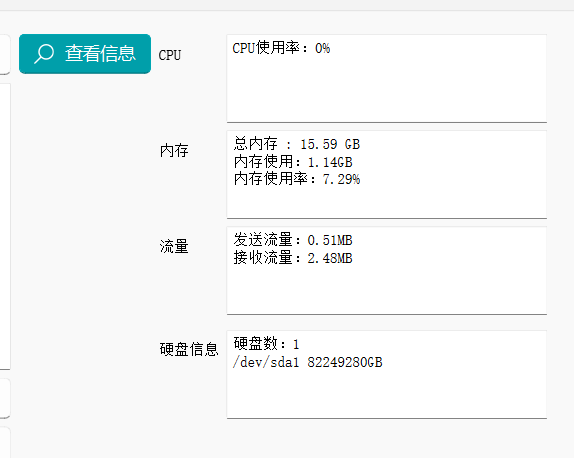 查看信息
CPU
CPU使用率：0%
内存
总内存 : 15.59 GB
内存使用：1.14GB
内存使用率：7.29%
流量
发送流量：0.51MB
接收流量：2.48MB
硬盘信息
硬盘数：1
/dev/sda1 82249280GB